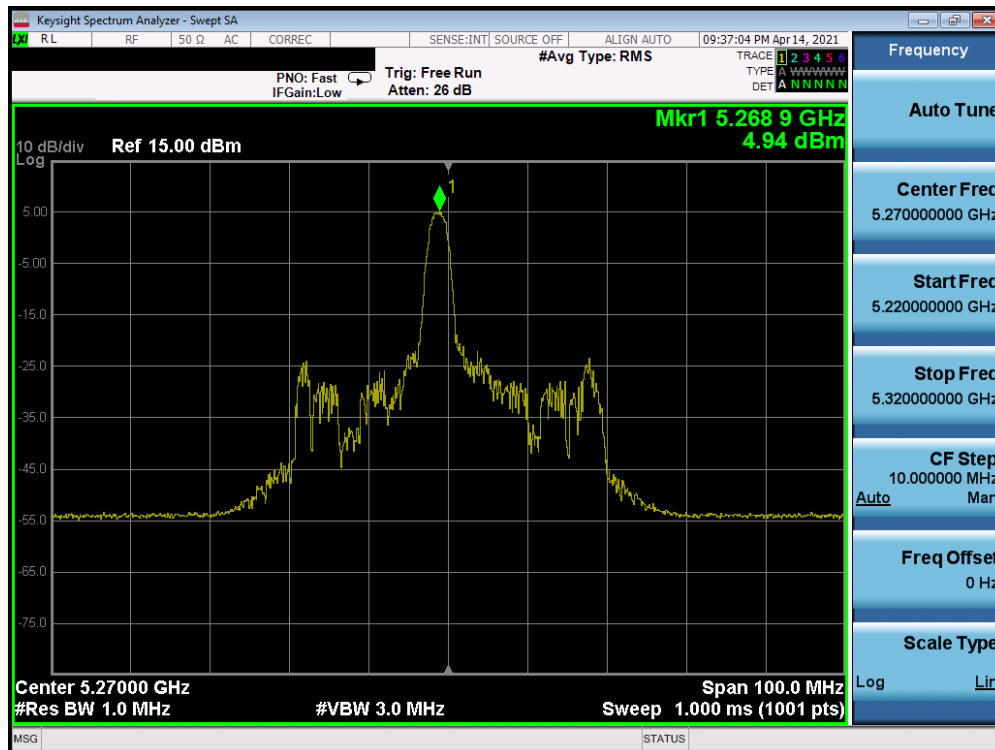 Keysight Spectrum Analyzer - Swept SA
LXI RL RF 50 Ω AC CORREC SENSE:INT SOURCE OFF ALIGN AUTO 09:37:04 PM Apr 14, 2021
Frequency
#Avg Type: RMS
TRACE 1 2 3 4 5 6
PNO: Fast
Trig: Free Run
TYPE A WWWWW
IFGain:Low
Atten: 26 dB
DET A N N N N N
Auto Tune
Mkr1 5.268 9 GHz
4.94 dBm
10 dB/div
Ref 15.00 dBm
Log
1
5.00
-5.00
-15.0
-25.0
-35.0
-45.0
-55.0
-65.0
-75.0
Center 5.27000 GHz
Span 100.0 MHz
#Res BW 1.0 MHz
#VBW 3.0 MHz
Sweep 1.000 ms (1001 pts)
Center Freq
5.270000000 GHz
Start Freq
5.220000000 GHz
Stop Freq
5.320000000 GHz
CF Step
10.000000 MHz
Auto Man
Freq Offset
0 Hz
Scale Type
Log Lin
MSG STATUS